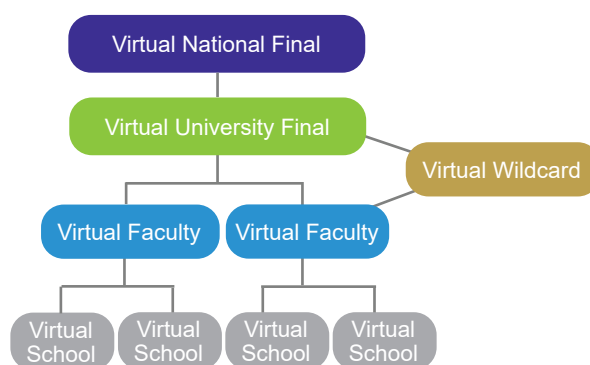 Virtual National Final
Virtual University Final
Virtual Wildcard
Virtual Faculty
Virtual Faculty
Virtual
School
Virtual
School
Virtual
School
Virtual
School